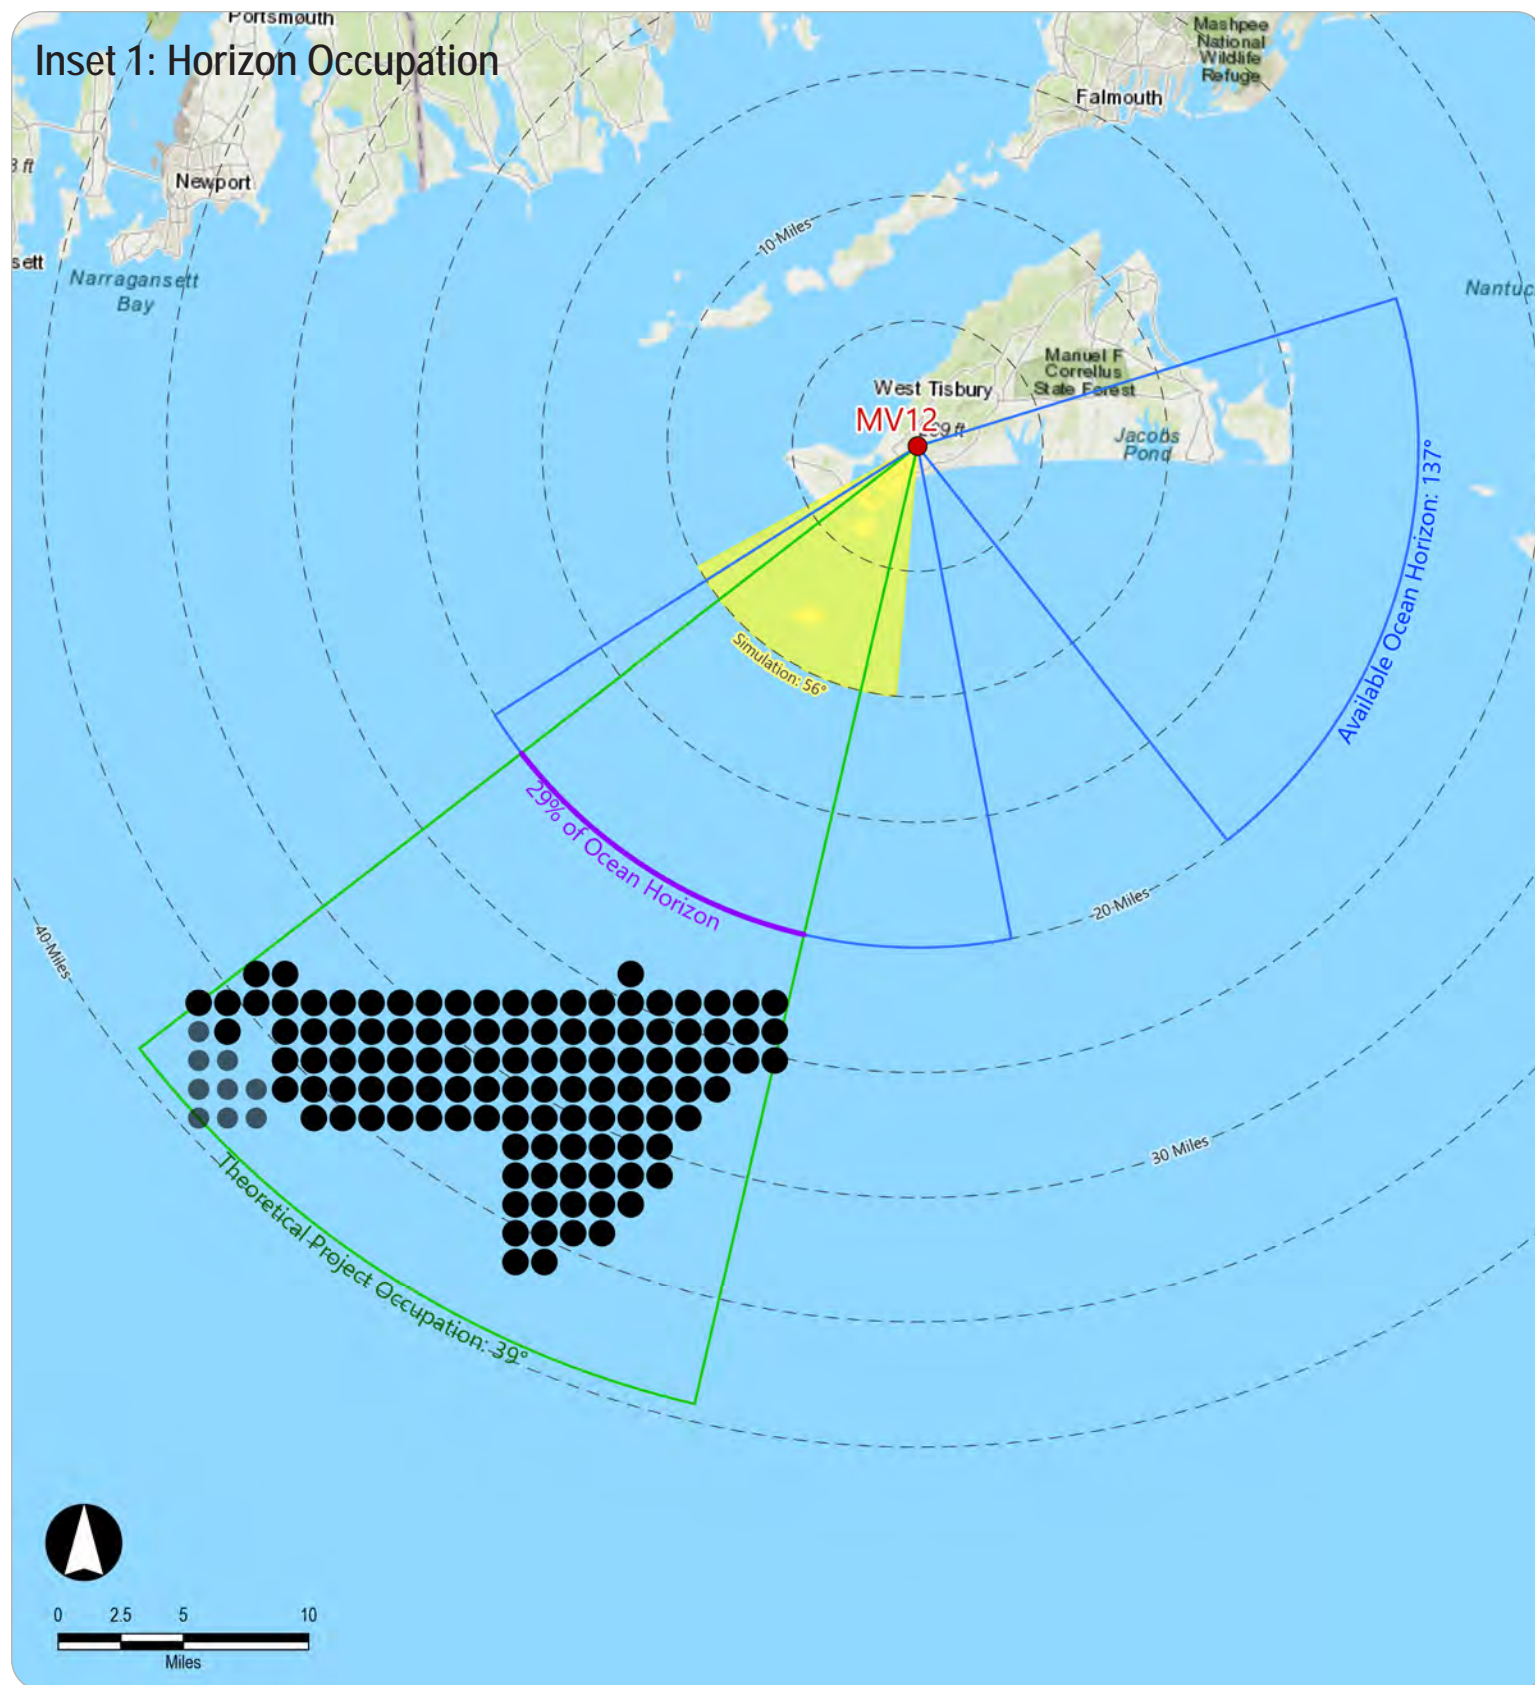 Portsmouth
Inset 1: Horizon Occupation
Mashpee
National
Wildlife
Refuge
Falmouth
ft
Newport
10 Miles
sett
Narragansett
Bay
Nantuc
Manuel F
Correllus
State Forest
West Tisbury
MV12
ft
Jacobs
Pond
Available Ocean Horizon: 137°
Simulation: 56°
29% of Ocean Horizon
20 Miles
40 Miles
30 Miles
Theoretical Project Occupation: 39°
0 2.5 5 10
Miles